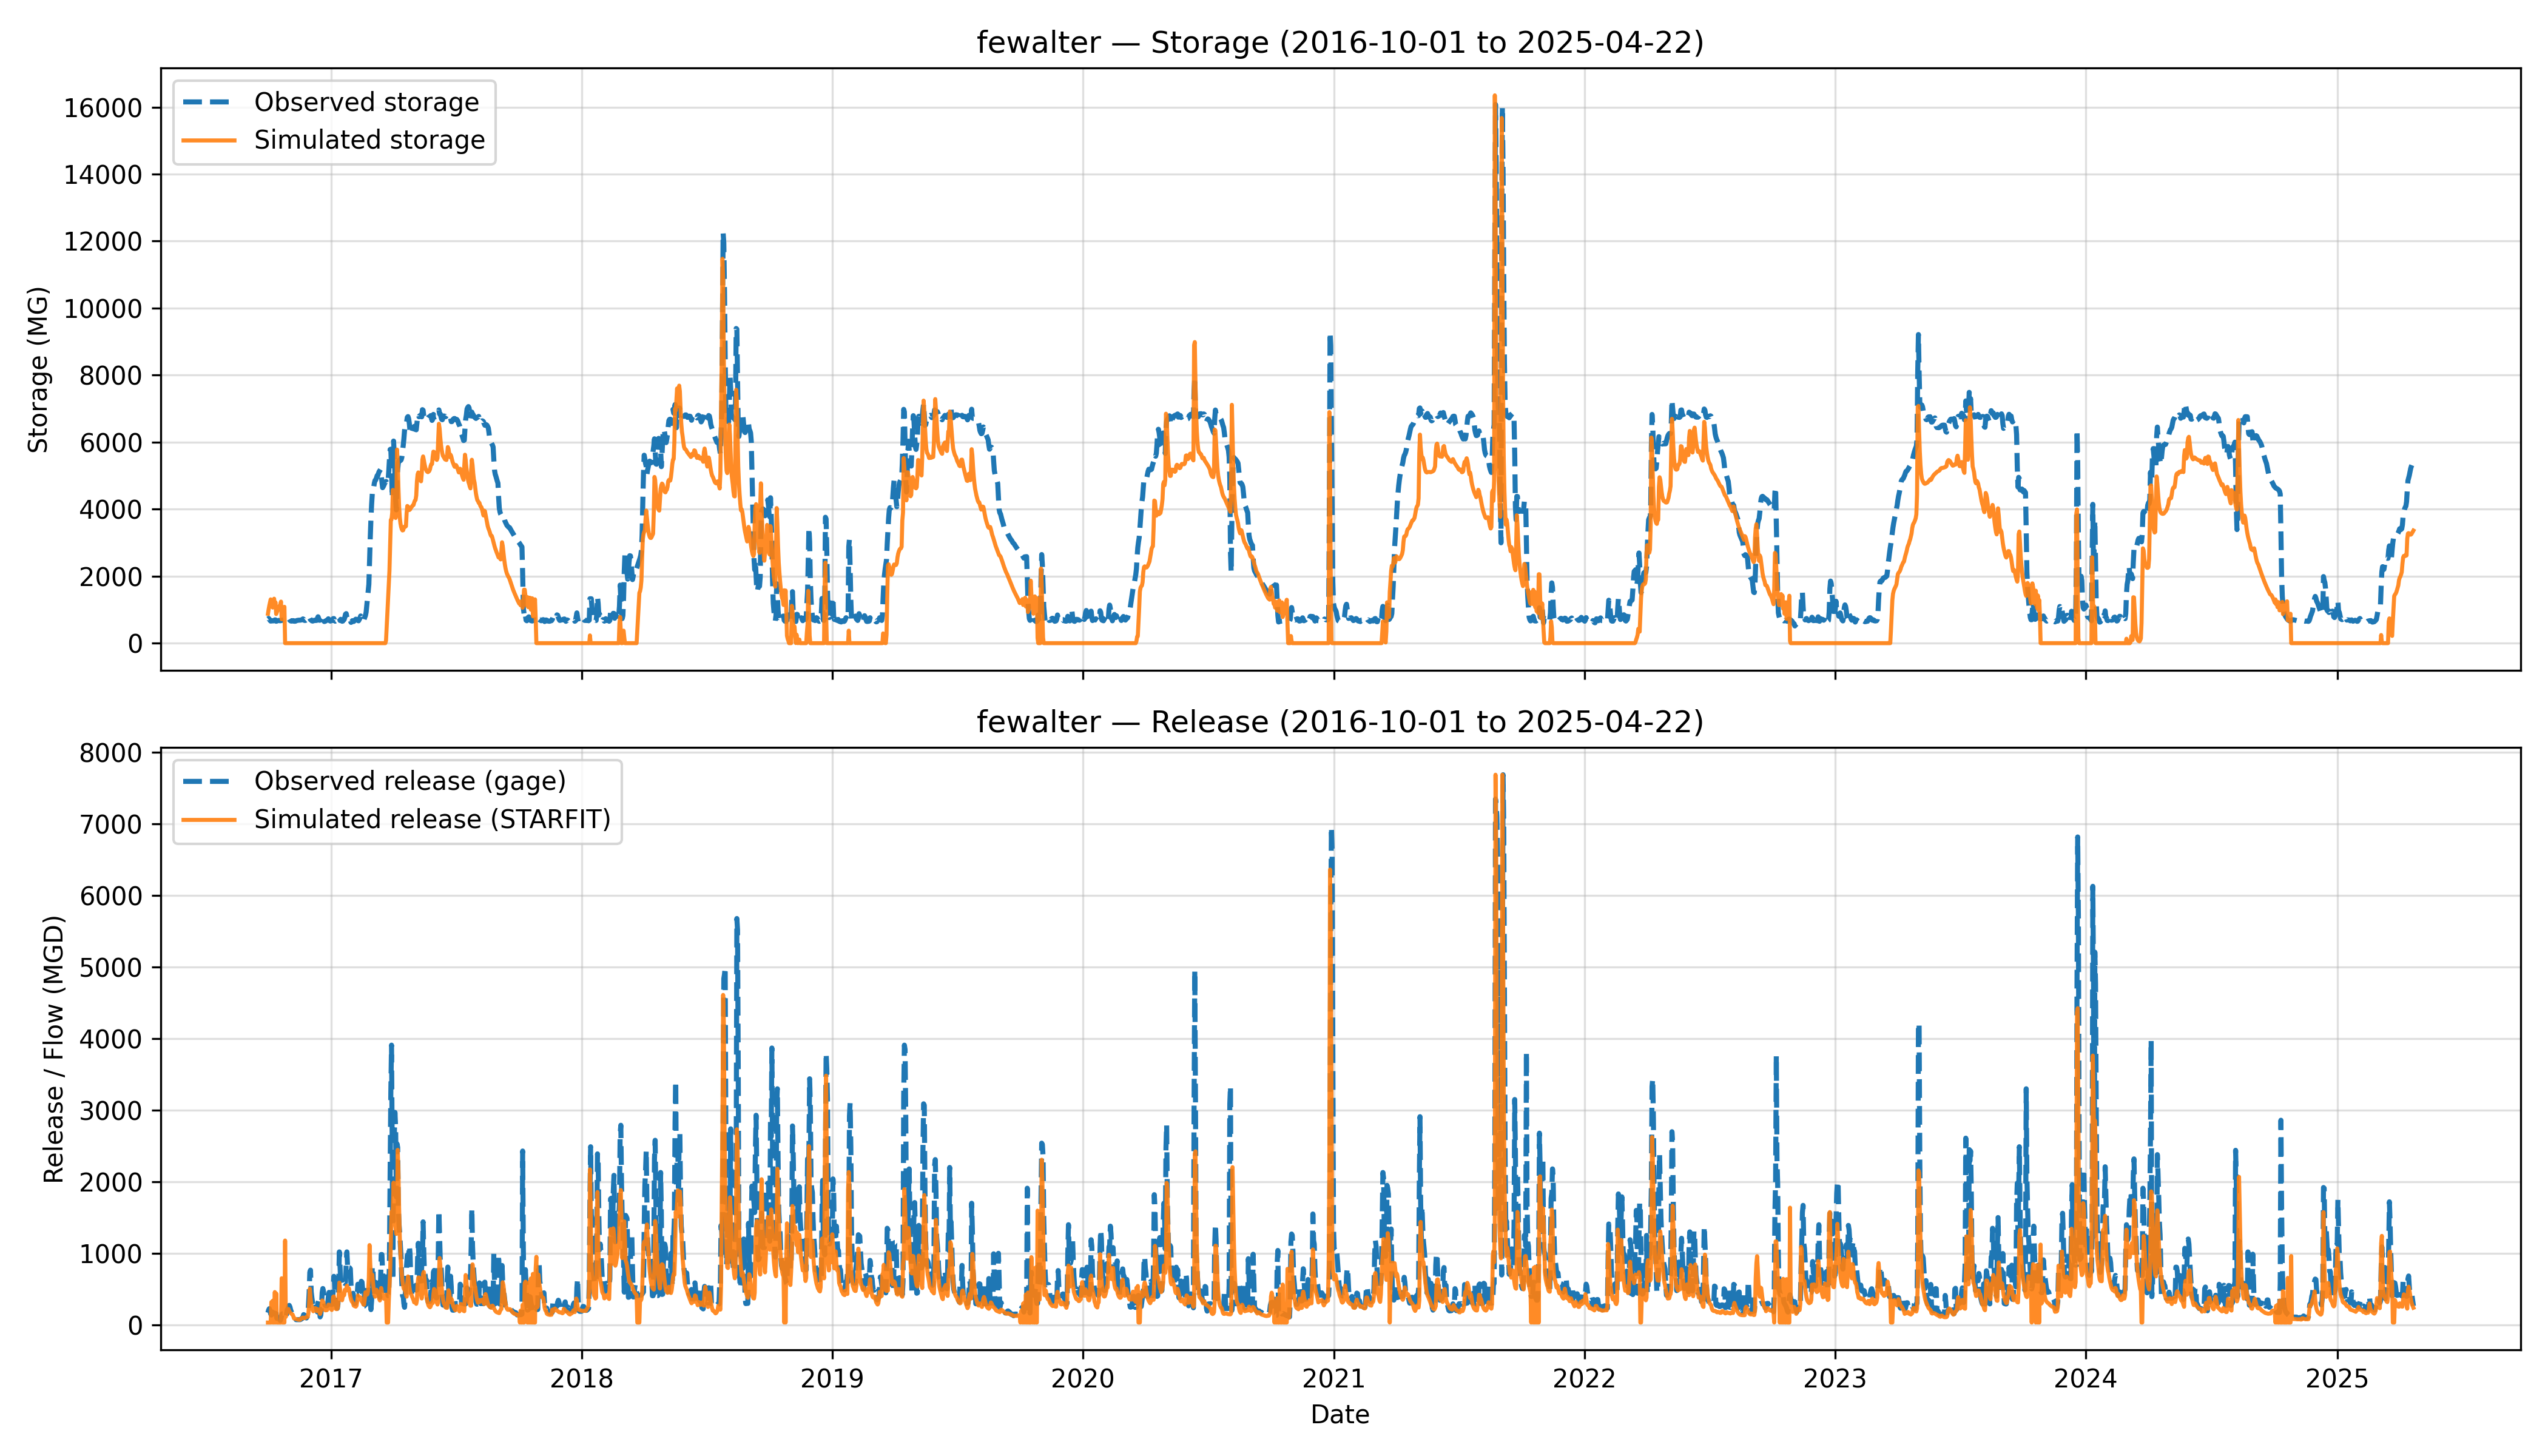 fewalter — Storage (2016-10-01 to 2025-04-22)
Observed storage
Simulated storage
Storage (MG)
16000
14000
12000
10000
8000
6000
4000
2000
0
fewalter — Release (2016-10-01 to 2025-04-22)
Observed release (gage)
Simulated release (STARFIT)
Release / Flow (MGD)
8000
7000
6000
5000
4000
3000
2000
1000
0
2017 2018 2019 2020 2021 2022 2023 2024 2025
Date